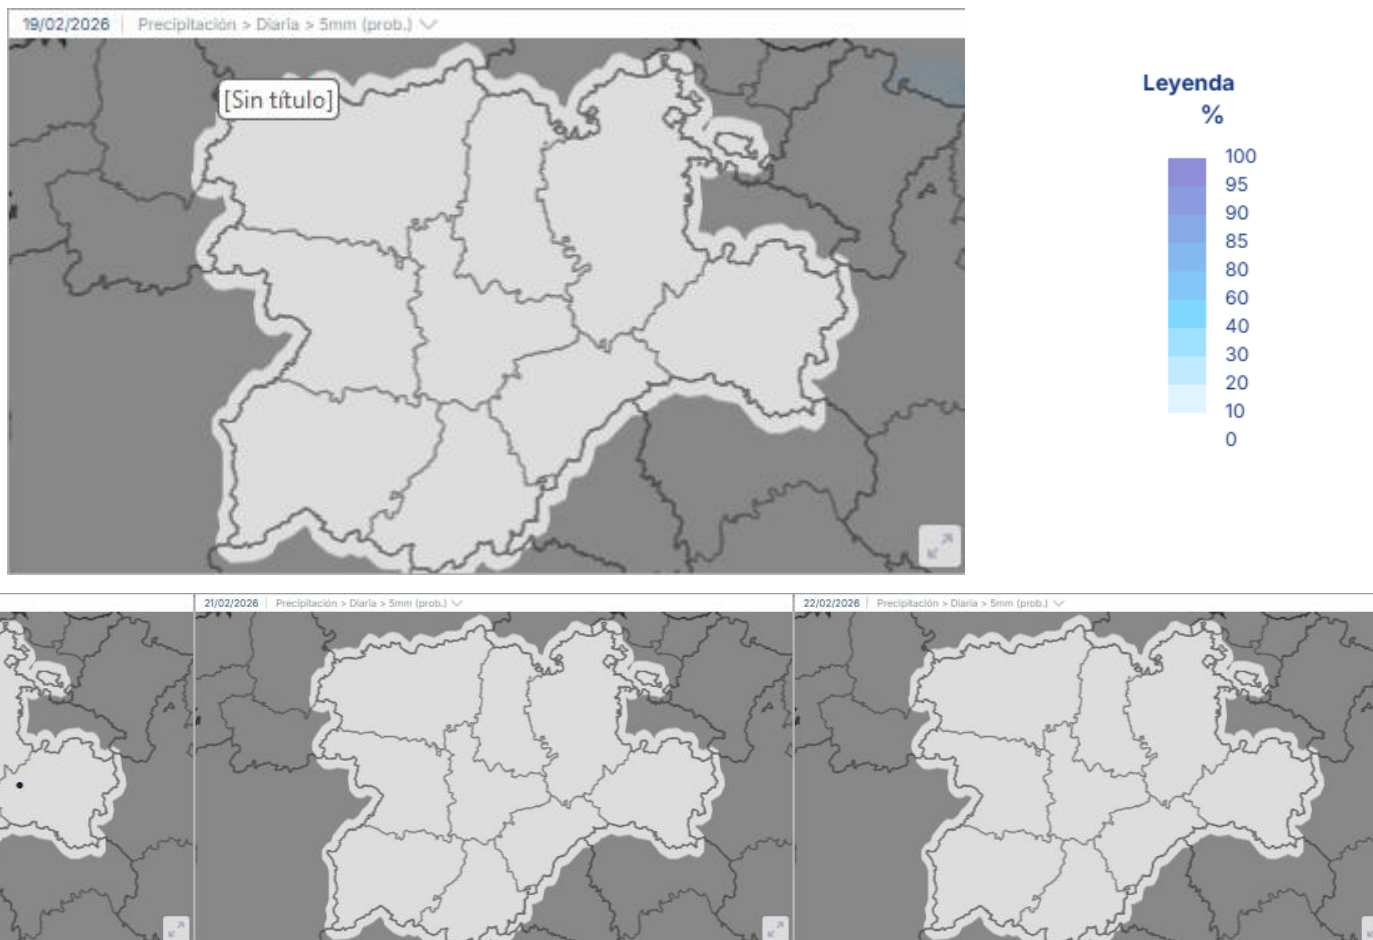 19/02/2026 Precipitación > Diaria > 5mm (prob.)
[Sin título]
Leyenda
%
100
95
90
85
80
60
40
30
20
10
0
21/02/2026 Precipitación > Diaria > 5mm (prob.)
22/02/2026 Precipitación > Diaria > 5mm (prob.)